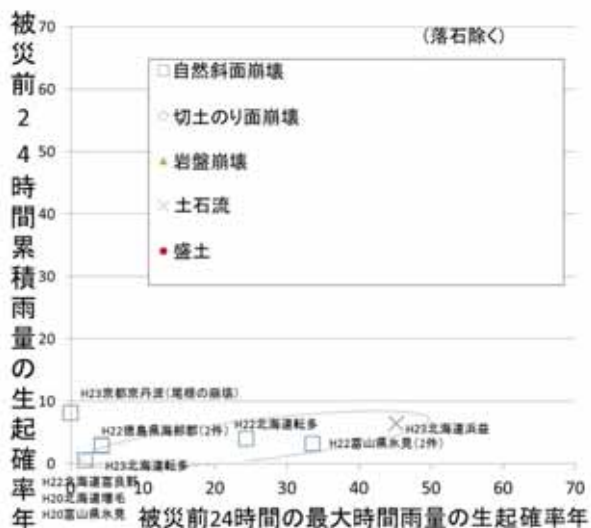 被災前24時間累積雨量の生起確率年
(落石除く)
70
60
50
40
30
20
10
0
自然斜面崩壊
切土のり面崩壊
岩盤崩壊
土石流
盛土
H23京都京丹波(尾根の崩壊)
H22徳島県海部郡(2件)
H22北海道転多
H23北海道浜益
H22富山県氷見(2件)
H23北海道転多
H22北海道富良野
H20北海道増毛
H20富山県氷見
10 20 30 40 50 60 70
被災前24時間の最大時間雨量の生起確率年